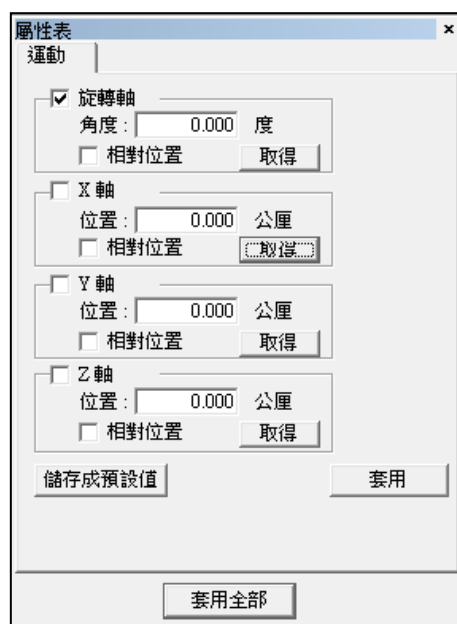 屬性表
運動
旋轉軸
角度： 0.000 度
相對位置 取得
X 軸
位置： 0.000 公厘
相對位置 取得
Y 軸
位置： 0.000 公厘
相對位置 取得
Z 軸
位置： 0.000 公厘
相對位置 取得
儲存成預設值 套用
套用全部